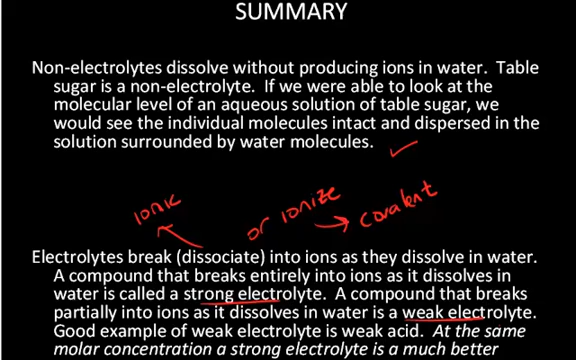 SUMMARY
Non-electrolytes dissolve without producing ions in water. Table
sugar is a non-electrolyte. If we were able to look at the
molecular level of an aqueous solution of table sugar, we
would see the individual molecules intact and dispersed in the
solution surrounded by water molecules.
ionic
or ionize → covalent
Electrolytes break (dissociate) into ions as they dissolve in water.
A compound that breaks entirely into ions as it dissolves in
water is called a strong electrolyte. A compound that breaks
partially into ions as it dissolves in water is a weak electrolyte.
Good example of weak electrolyte is weak acid. At the same
molar concentration a strong electrolyte is a much better